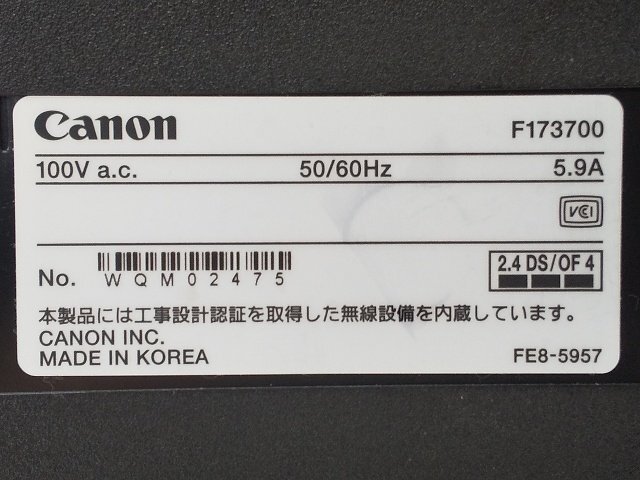 Canon F173700
100V a.c. 50/60Hz 5.9A
VCI
No. WQM02475 2.4 DS/OF 4
本製品には工事設計認証を取得した無線設備を内蔵しています。
CANON INC.
MADE IN KOREA FE8-5957